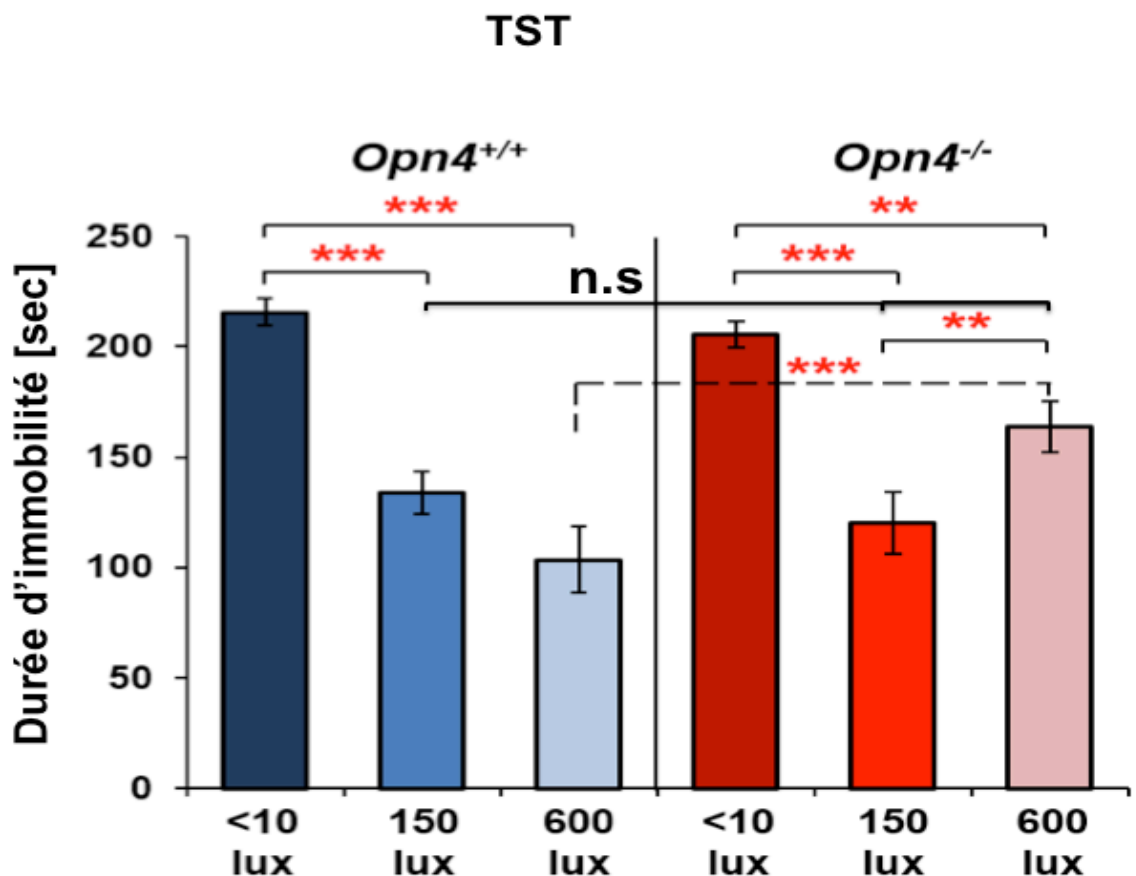 TST
Opn4+/+
Opn4-/-
***
**
***
***
n.s
**
***
Durée d'immobilité [sec]
250
200
150
100
50
0
<10 lux
150 lux
600 lux
<10 lux
150 lux
600 lux